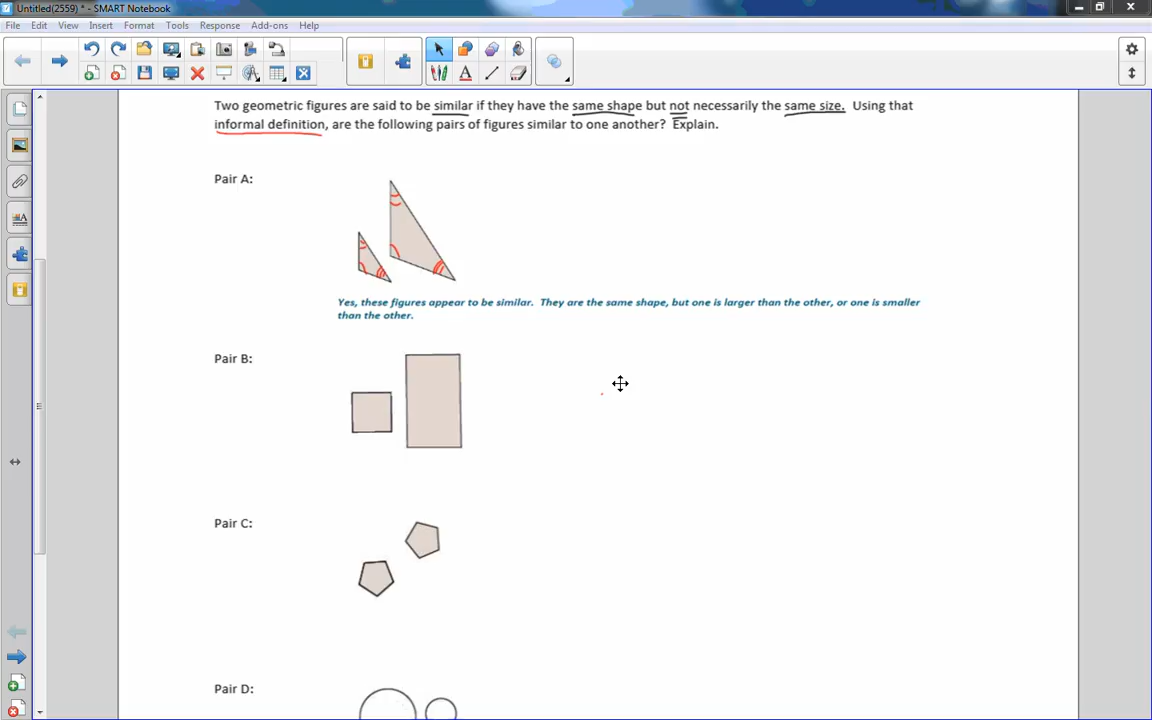 Untitled(2559) * - SMART Notebook
File Edit View Insert Format Tools Response Add-ons Help
Two geometric figures are said to be similar if they have the same shape but not necessarily the same size. Using that
informal definition, are the following pairs of figures similar to one another? Explain.
Pair A:
Yes, these figures appear to be similar. They are the same shape, but one is larger than the other, or one is smaller
than the other.
Pair B:
Pair C:
Pair D: